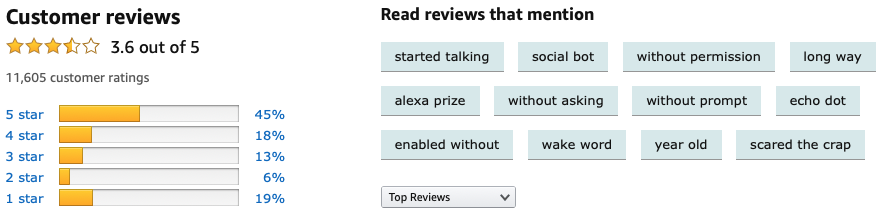 Customer reviews
3.6 out of 5
11,605 customer ratings
5 star 45%
4 star 18%
3 star 13%
2 star 6%
1 star 19%
Read reviews that mention
started talking social bot without permission long way
alexa prize without asking without prompt echo dot
enabled without wake word year old scared the crap
Top Reviews